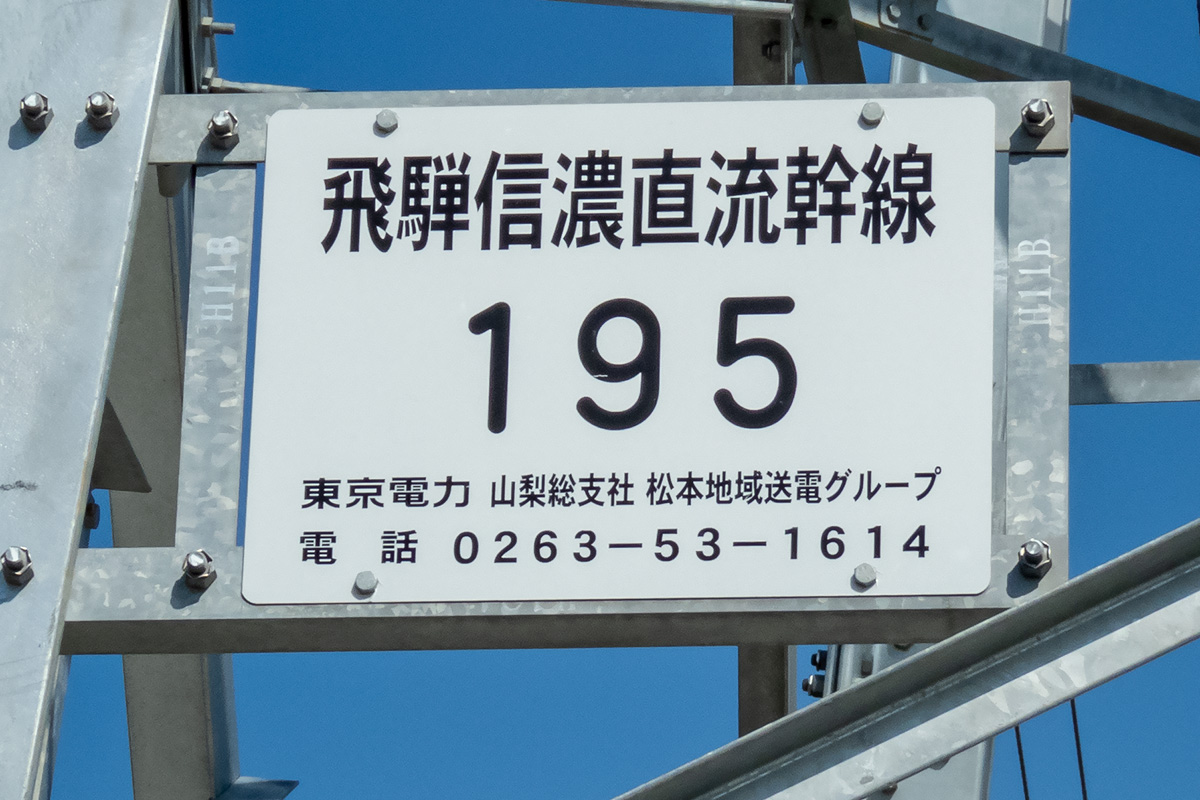 飛騨信濃直流幹線
195
東京電力 山梨総支社 松本地域送電グループ
電　話 0263－53－1614
H11B
H11B